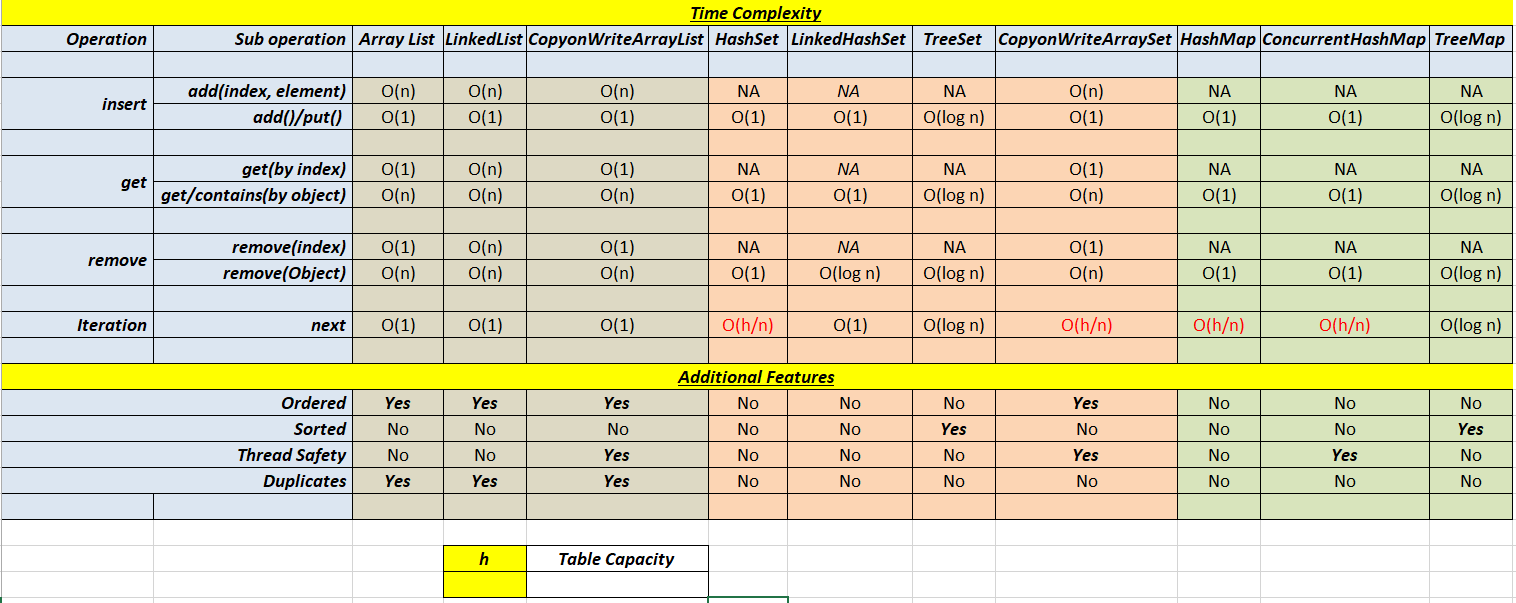 Time Complexity
Operation Sub operation Array List LinkedList CopyonWriteArrayList HashSet LinkedHashSet TreeSet CopyonWriteArraySet HashMap ConcurrentHashMap TreeMap
insert
add(index, element) O(n) O(n) O(n) NA NA NA O(n) NA NA NA
add()/put() O(1) O(1) O(1) O(1) O(1) O(log n) O(1) O(1) O(1) O(log n)
get
get(by index) O(1) O(n) O(1) NA NA NA O(1) NA NA NA
get/contains(by object) O(n) O(n) O(n) O(1) O(1) O(log n) O(n) O(1) O(1) O(log n)
remove
remove(index) O(1) O(n) O(1) NA NA NA O(1) NA NA NA
remove(Object) O(n) O(n) O(n) O(1) O(log n) O(log n) O(n) O(1) O(1) O(log n)
Iteration next O(1) O(1) O(1) O(h/n) O(1) O(log n) O(h/n) O(h/n) O(h/n) O(log n)
Additional Features
Ordered Yes Yes Yes No No No Yes No No No
Sorted No No No No No Yes No No No Yes
Thread Safety No No Yes No No No Yes No Yes No
Duplicates Yes Yes Yes No No No No No No No
h Table Capacity